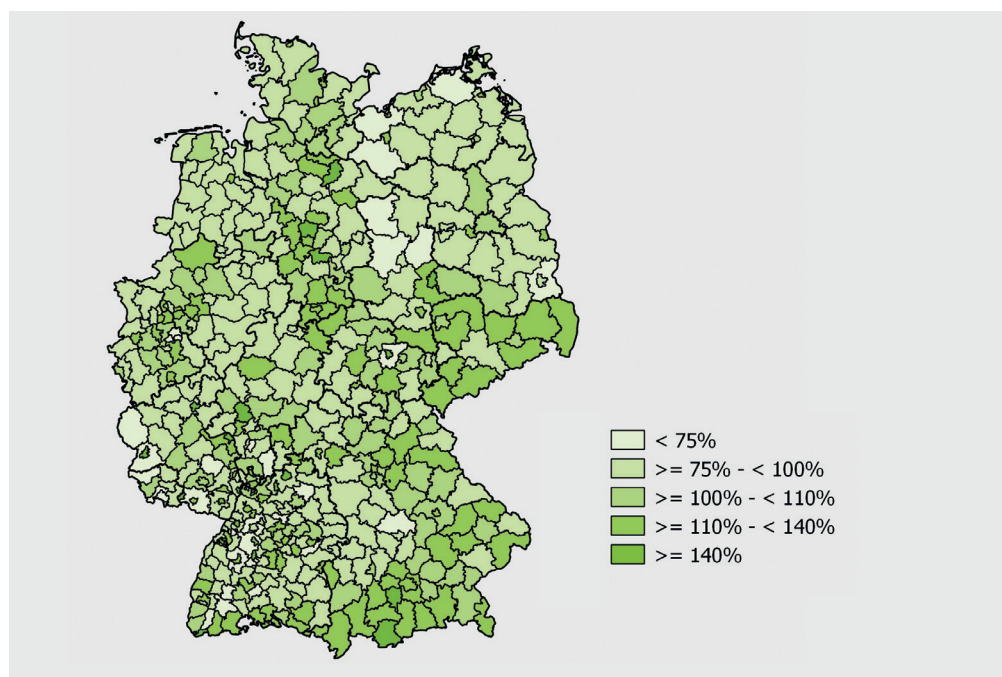 < 75%
>= 75% - < 100%
>= 100% - < 110%
>= 110% - < 140%
>= 140%